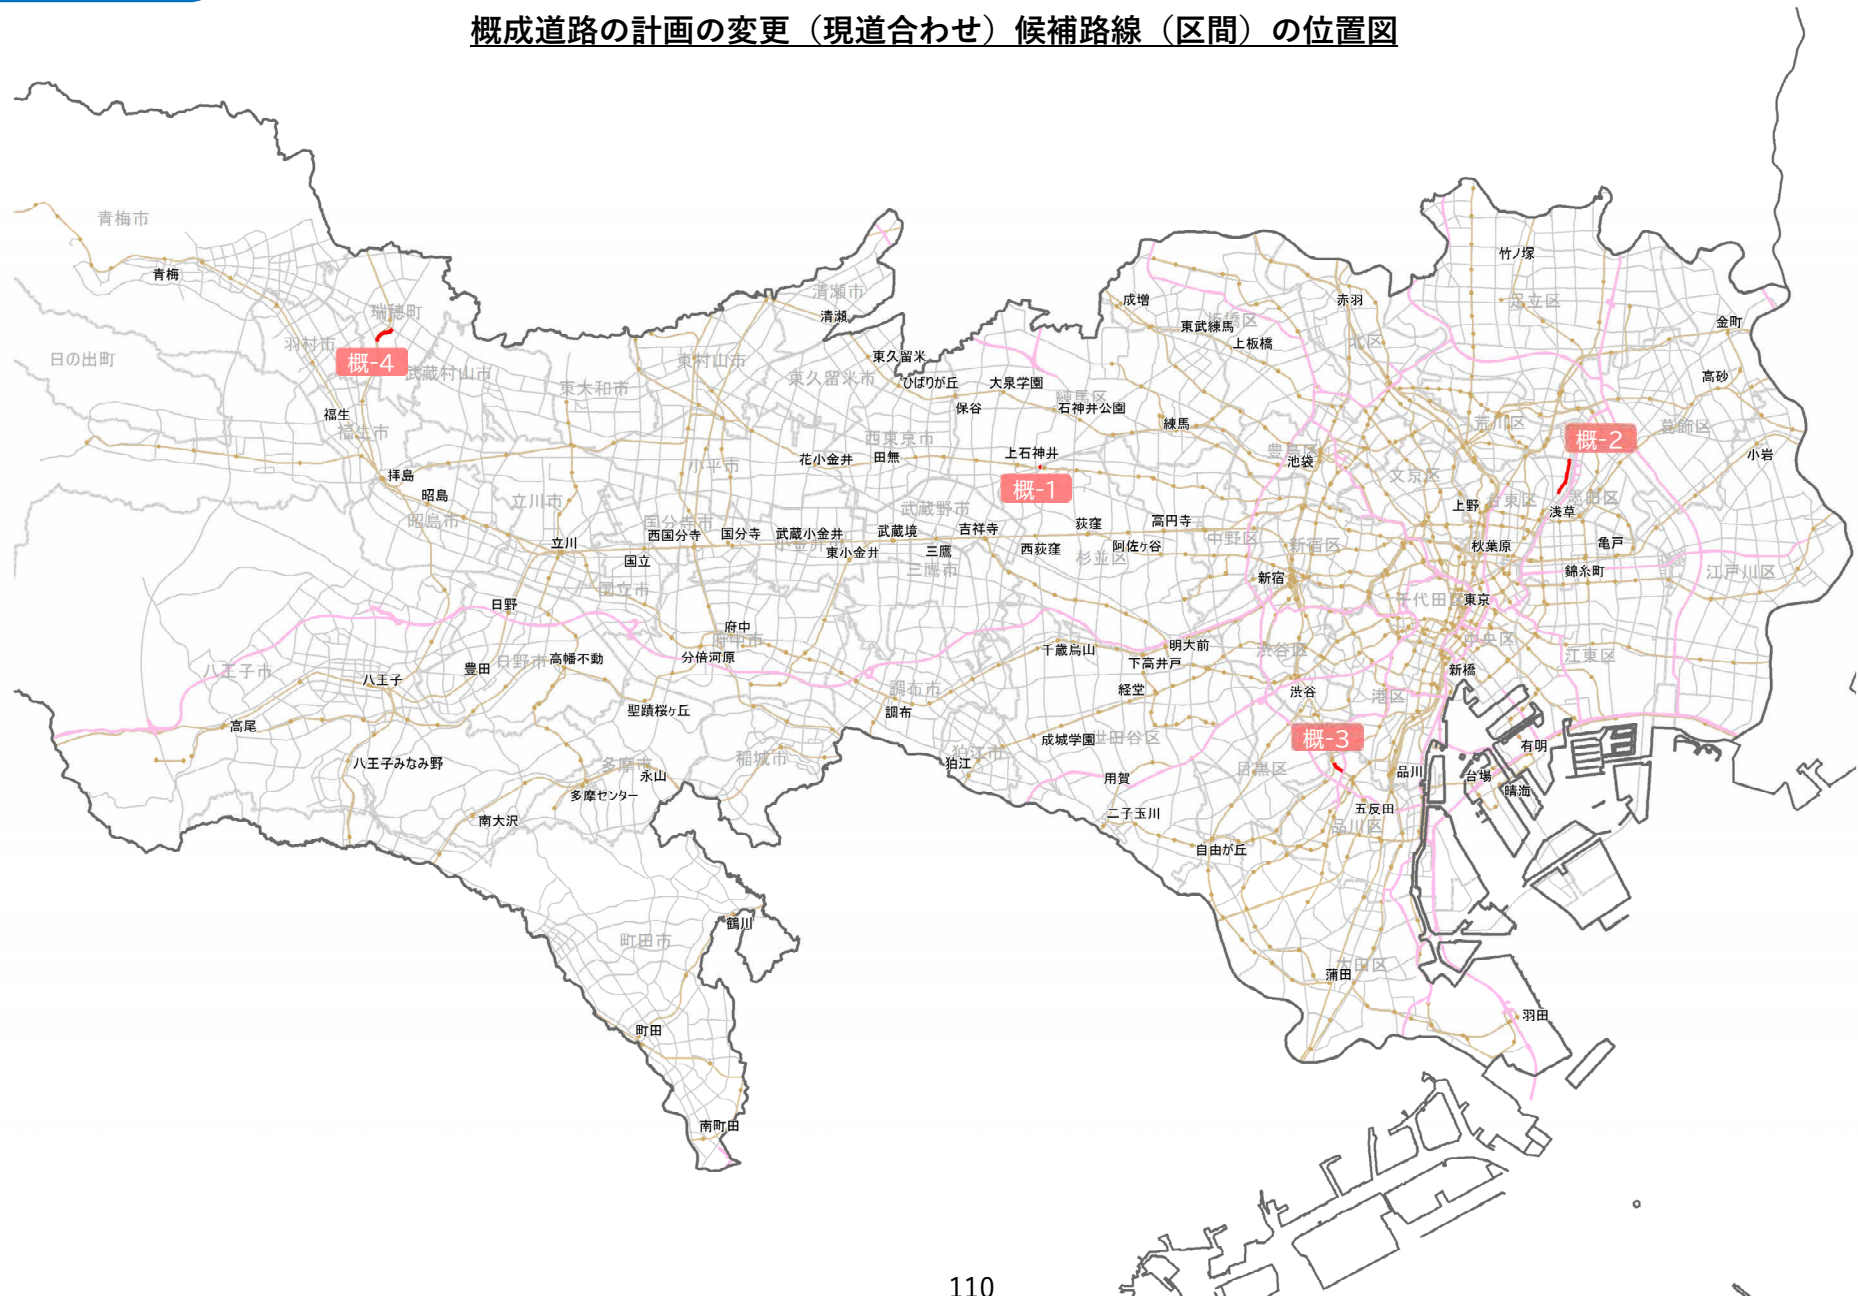 概成道路の計画の変更（現道合わせ）候補路線（区間）の位置図
青梅市
青梅
竹ノ塚
瑞穂町
清瀬市
清瀬
成増
赤羽
足立区
羽村市
概-4
日の出町
武蔵村山市
東村山市
東久留米
東久留米市
東大和市
ひばりが丘
大泉学園
保谷
練馬区
石神井公園
練馬
東武練馬
板橋区
上板橋
北区
金町
高砂
福生
福生市
拝島
昭島
昭島市
立川市
小平市
花小金井
西東京市
田無
上石神井
概-1
豊島区
池袋
文京区
荒川区
概-2
葛飾区
小岩
上野
台東区
墨田区
浅草
武蔵野市
国分寺市
西国分寺
国分寺
武蔵小金井
小金井市
東小金井
武蔵境
吉祥寺
三鷹
三鷹市
西荻窪
荻窪
杉並区
阿佐ヶ谷
高円寺
中野区
新宿区
新宿
秋葉原
亀戸
錦糸町
江戸川区
立川
国立
国立市
日野
千代田区
東京
中央区
江東区
府中
府中市
分倍河原
千歳烏山
明大前
下高井戸
渋谷区
新橋
八王子市
八王子
豊田
日野市
高幡不動
聖蹟桜ヶ丘
調布市
調布
経堂
渋谷
港区
高尾
八王子みなみ野
多摩市
永山
多摩センター
稲城市
狛江市
狛江
成城学園
世田谷区
用賀
概-3
目黒区
品川
有明
台場
晴海
南大沢
二子玉川
五反田
品川区
自由が丘
鶴川
町田市
町田
大田区
蒲田
羽田
南町田
110